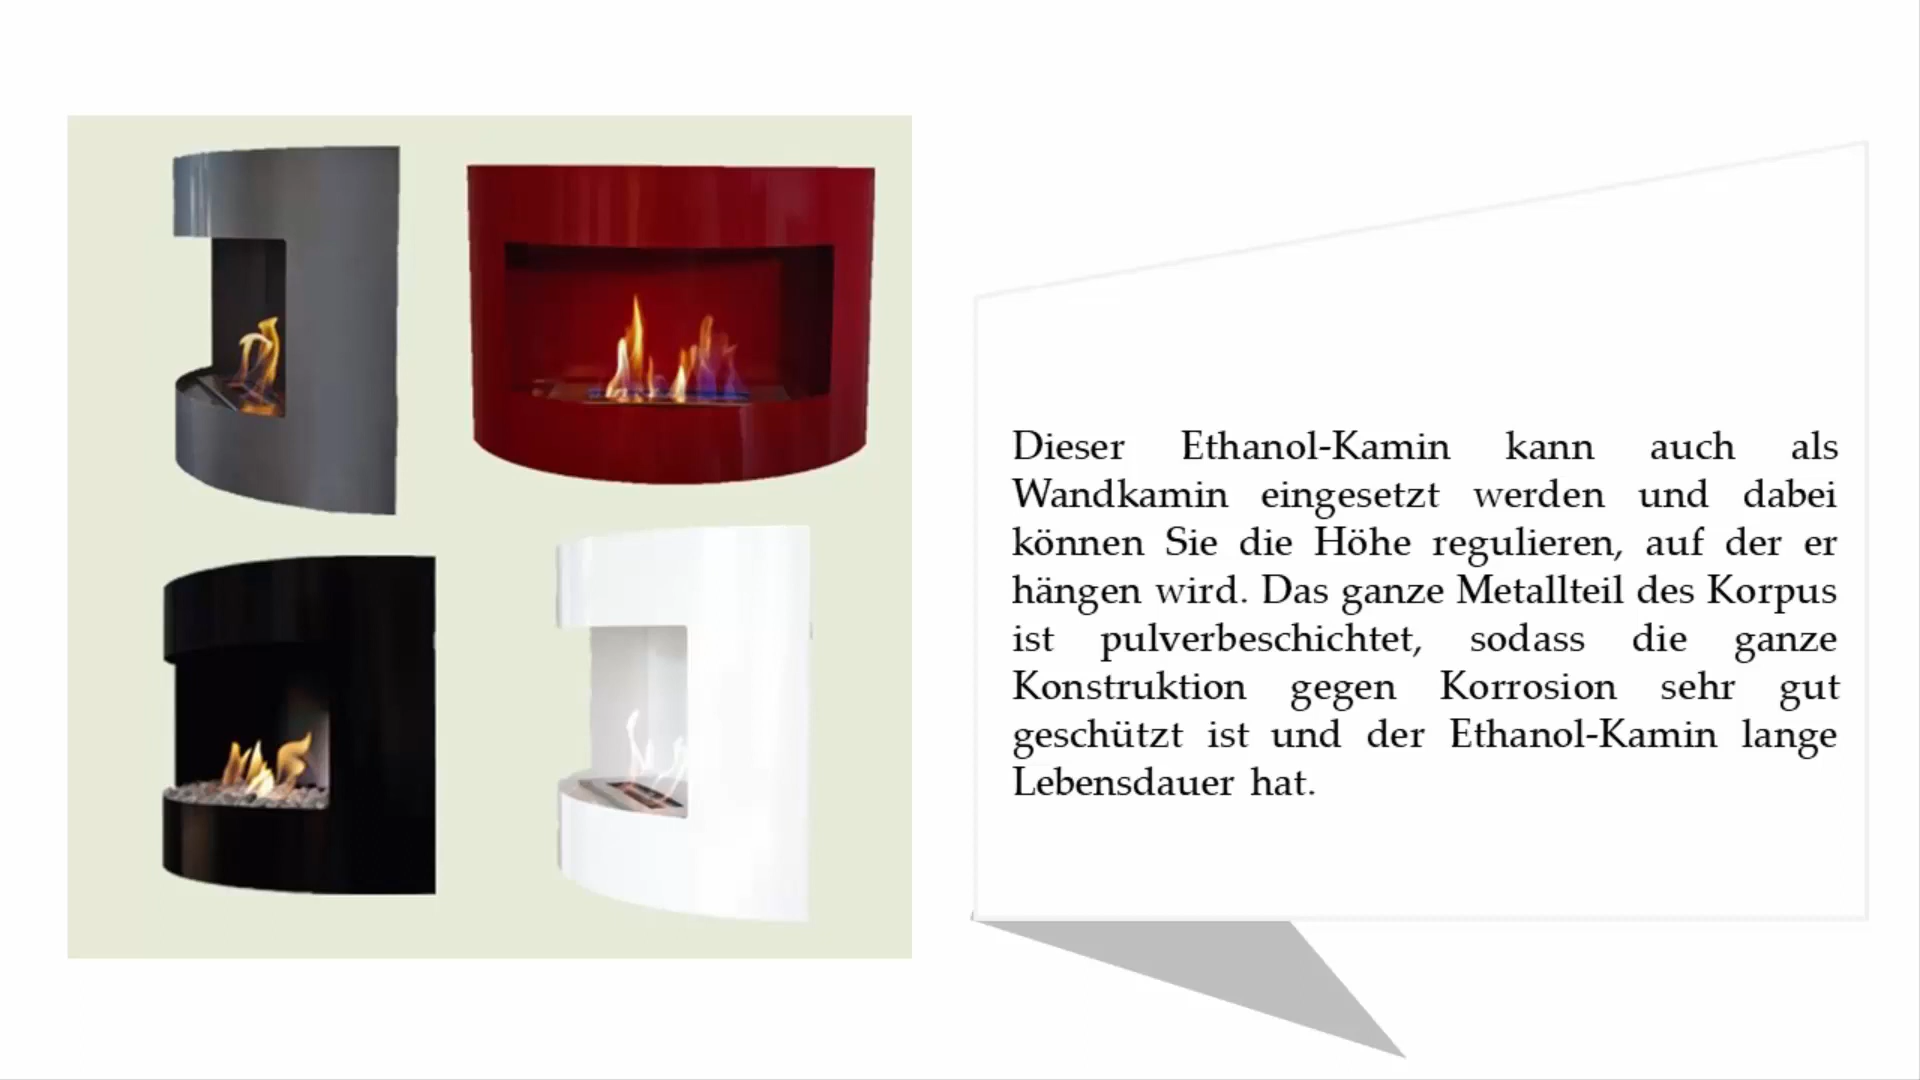 Dieser Ethanol-Kamin kann auch als
Wandkamin eingesetzt werden und dabei
können Sie die Höhe regulieren, auf der er
hängen wird. Das ganze Metallteil des Korpus
ist pulverbeschichtet, sodass die ganze
Konstruktion gegen Korrosion sehr gut
geschützt ist und der Ethanol-Kamin lange
Lebensdauer hat.